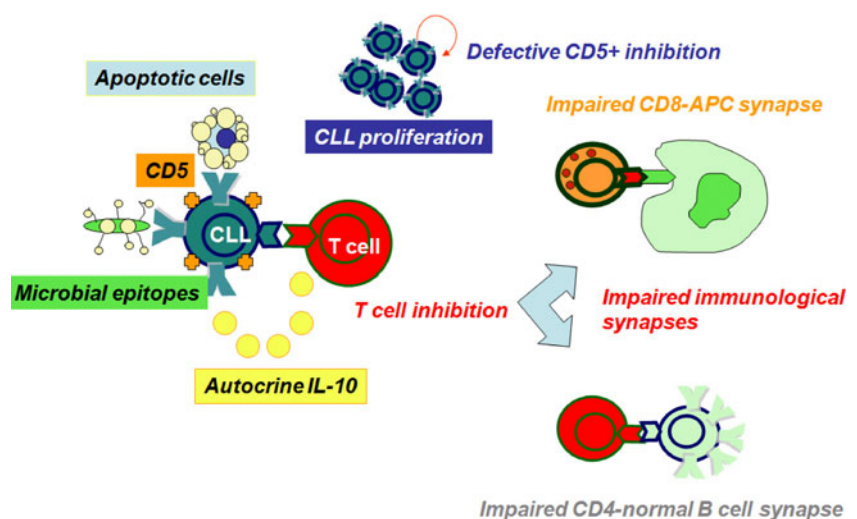 Apoptotic cells
Defective CD5+ inhibition
Impaired CD8-APC synapse
CLL proliferation
CD5
CLL
T cell
Microbial epitopes
T cell inhibition
Impaired immunological
synapses
Autocrine IL-10
Impaired CD4-normal B cell synapse